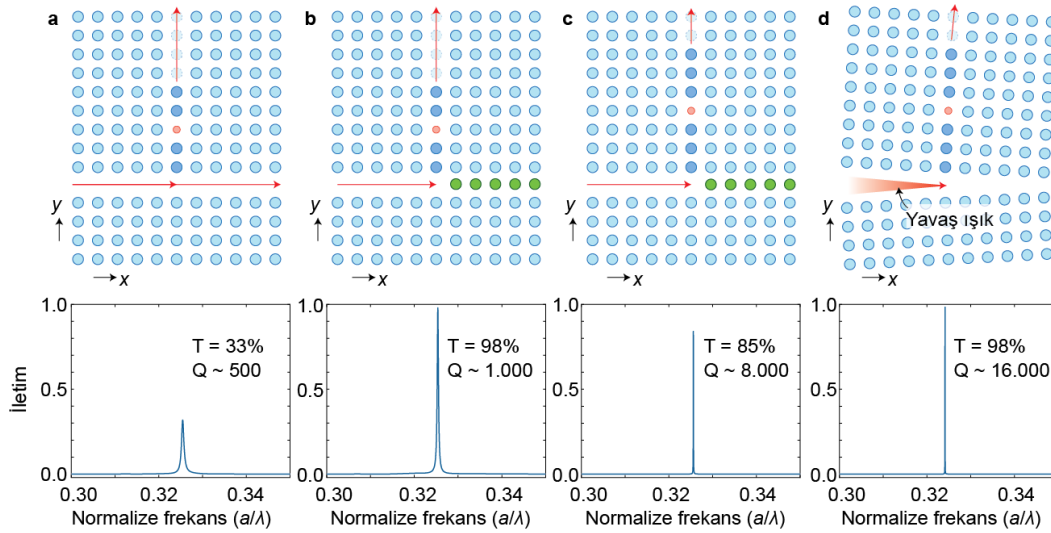 a
b
c
d
y
x
y
x
y
x
y
x
Yavaş ışık
İletim
1.0
0.5
0.0
T = 33%
Q ~ 500
0.30
0.32
0.34
Normalize frekans (a/λ)
1.0
0.5
0.0
T = 98%
Q ~ 1.000
0.30
0.32
0.34
Normalize frekans (a/λ)
1.0
0.5
0.0
T = 85%
Q ~ 8.000
0.30
0.32
0.34
Normalize frekans (a/λ)
1.0
0.5
0.0
T = 98%
Q ~ 16.000
0.30
0.32
0.34
Normalize frekans (a/λ)